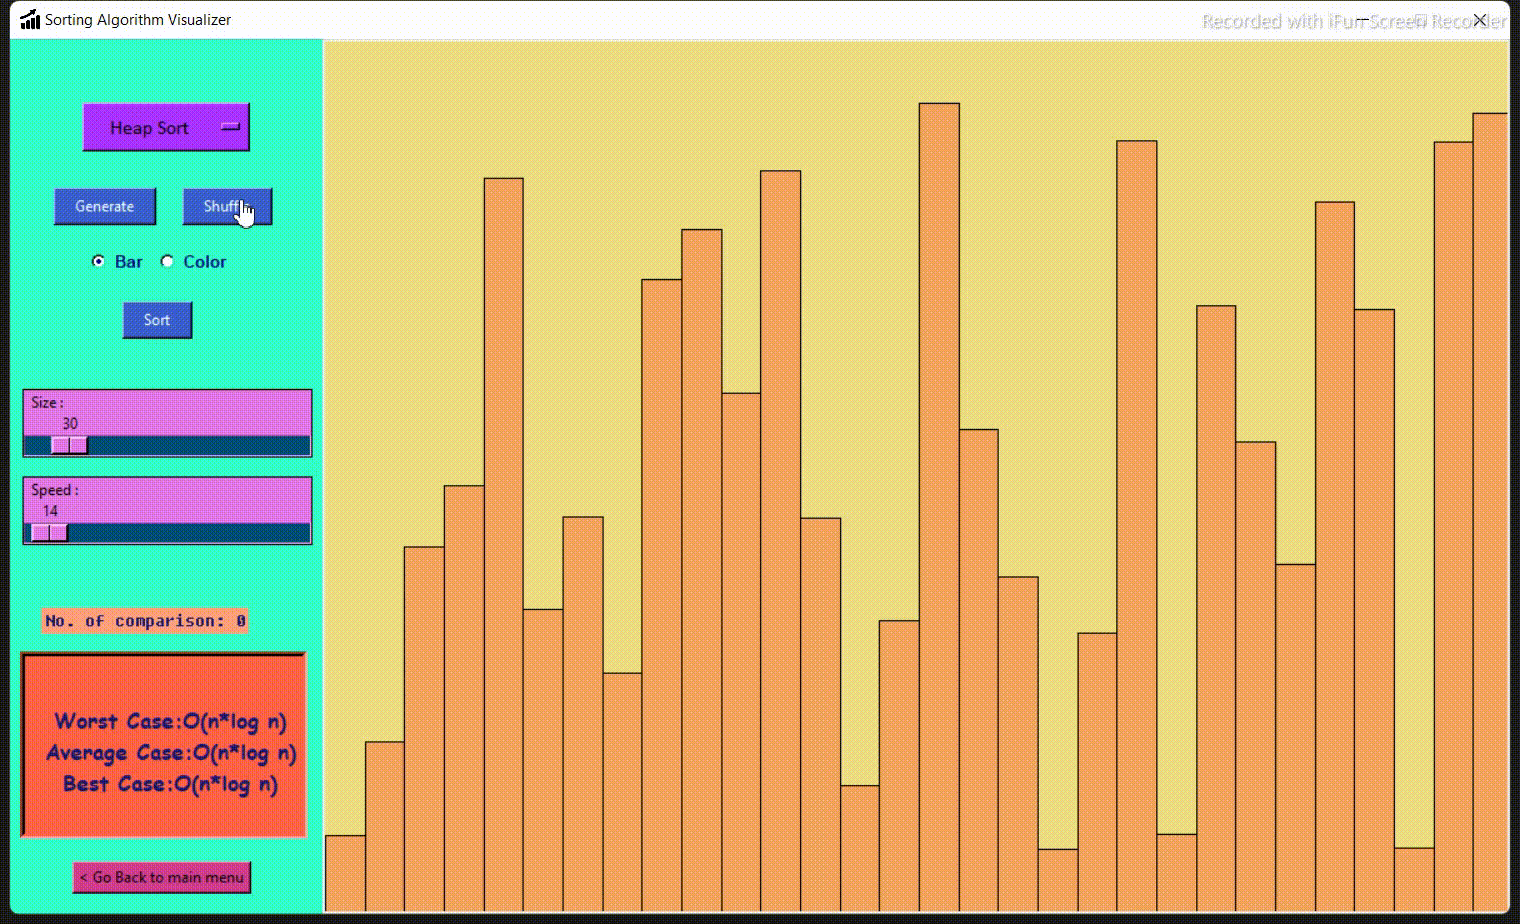 Sorting Algorithm Visualizer
Recorded with iFun Screen Recorder
Heap Sort
Generate
Bar Color
Sort
Size :
30
Speed :
14
No. of comparison: 0
Worst Case:O(n*log n)
Average Case:O(n*log n)
Best Case:O(n*log n)
< Go Back to main menu